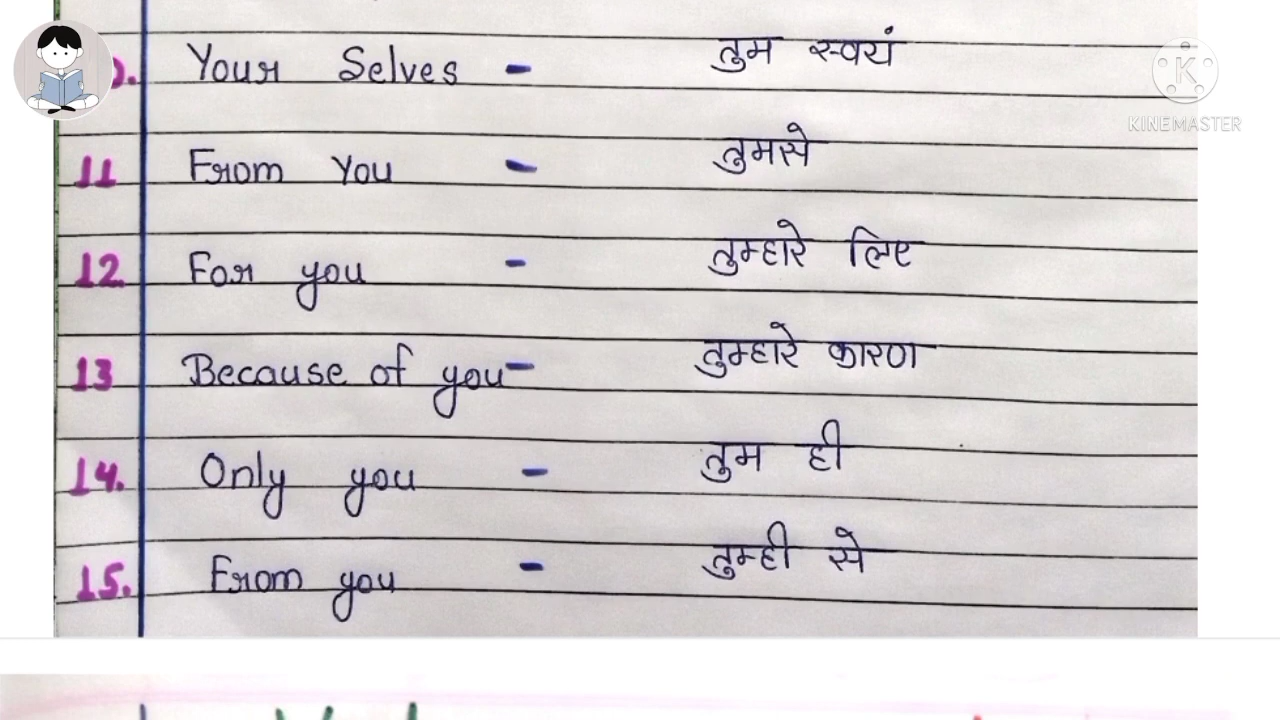 Your Selves - तुम स्वयं
11 From You - तुमसे
12. For you - तुम्हारे लिए
13 Because of you - तुम्हारे कारण
14. Only you - तुम ही
15. From you - तुम्ही से
K
KINEMASTER